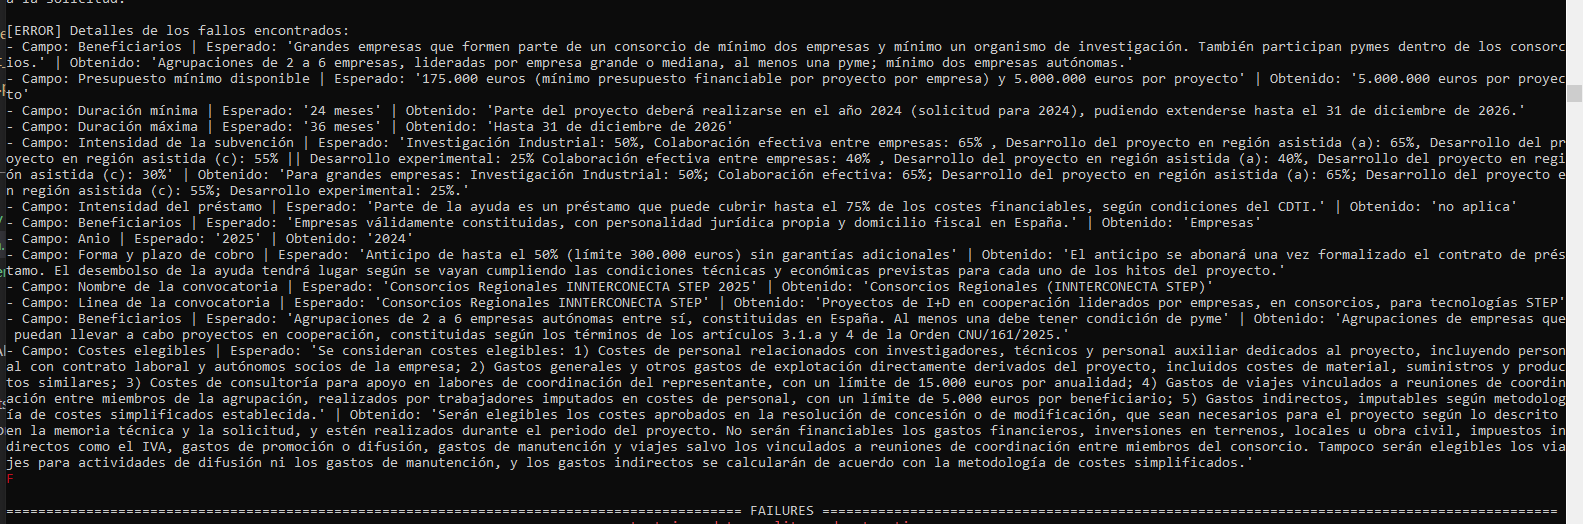 a la solicitud.
[ERROR] Detalles de los fallos encontrados:
- Campo: Beneficiarios | Esperado: 'Grandes empresas que formen parte de un consorcio de mínimo dos empresas y mínimo un organismo de investigación. También participan pymes dentro de los consorc
ios.' | Obtenido: 'Agrupaciones de 2 a 6 empresas, lideradas por empresa grande o mediana, al menos una pyme; mínimo dos empresas autónomas.'
- Campo: Presupuesto mínimo disponible | Esperado: '175.000 euros (mínimo presupuesto financiable por proyecto por empresa) y 5.000.000 euros por proyecto' | Obtenido: '5.000.000 euros por proyec
to'
- Campo: Duración mínima | Esperado: '24 meses' | Obtenido: 'Parte del proyecto deberá realizarse en el año 2024 (solicitud para 2024), pudiendo extenderse hasta el 31 de diciembre de 2026.'
- Campo: Duración máxima | Esperado: '36 meses' | Obtenido: 'Hasta 31 de diciembre de 2026'
- Campo: Intensidad de la subvención | Esperado: 'Investigación Industrial: 50%, Colaboración efectiva entre empresas: 65% , Desarrollo del proyecto en región asistida (a): 65%, Desarrollo del pr
oyecto en región asistida (c): 55% || Desarrollo experimental: 25% Colaboración efectiva entre empresas: 40% , Desarrollo del proyecto en región asistida (a): 40%, Desarrollo del proyecto en regi
ón asistida (c): 30%' | Obtenido: 'Para grandes empresas: Investigación Industrial: 50%; Colaboración efectiva: 65%; Desarrollo del proyecto en región asistida (a): 65%; Desarrollo del proyecto e
n región asistida (c): 55%; Desarrollo experimental: 25%.'
- Campo: Intensidad del préstamo | Esperado: 'Parte de la ayuda es un préstamo que puede cubrir hasta el 75% de los costes financiables, según condiciones del CDTI.' | Obtenido: 'no aplica'
- Campo: Beneficiarios | Esperado: 'Empresas válidamente constituidas, con personalidad jurídica propia y domicilio fiscal en España.' | Obtenido: 'Empresas'
- Campo: Anio | Esperado: '2025' | Obtenido: '2024'
- Campo: Forma y plazo de cobro | Esperado: 'Anticipo de hasta el 50% (límite 300.000 euros) sin garantías adicionales' | Obtenido: 'El anticipo se abonará una vez formalizado el contrato de prés
tamo. El desembolso de la ayuda tendrá lugar según se vayan cumpliendo las condiciones técnicas y económicas previstas para cada uno de los hitos del proyecto.'
- Campo: Nombre de la convocatoria | Esperado: 'Consorcios Regionales INNTERCONECTA STEP 2025' | Obtenido: 'Consorcios Regionales (INNTERCONECTA STEP)'
- Campo: Linea de la convocatoria | Esperado: 'Consorcios Regionales INNTERCONECTA STEP' | Obtenido: 'Proyectos de I+D en cooperación liderados por empresas, en consorcios, para tecnologías STEP'
- Campo: Beneficiarios | Esperado: 'Agrupaciones de 2 a 6 empresas autónomas entre sí, constituidas en España. Al menos una debe tener condición de pyme' | Obtenido: 'Agrupaciones de empresas que
puedan llevar a cabo proyectos en cooperación, constituidas según los términos de los artículos 3.1.a y 4 de la Orden CNU/161/2025.'
- Campo: Costes elegibles | Esperado: 'Se consideran costes elegibles: 1) Costes de personal relacionados con investigadores, técnicos y personal auxiliar dedicados al proyecto, incluyendo person
al con contrato laboral y autónomos socios de la empresa; 2) Gastos generales y otros gastos de explotación directamente derivados del proyecto, incluidos costes de material, suministros y produc
tos similares; 3) Costes de consultoría para apoyo en labores de coordinación del representante, con un límite de 15.000 euros por anualidad; 4) Gastos de viajes vinculados a reuniones de coordin
ación entre miembros de la agrupación, realizados por trabajadores imputados en costes de personal, con un límite de 5.000 euros por beneficiario; 5) Gastos indirectos, imputables según metodolog
ía de costes simplificados establecida.' | Obtenido: 'Serán elegibles los costes aprobados en la resolución de concesión o de modificación, que sean necesarios para el proyecto según lo descrito
en la memoria técnica y la solicitud, y estén realizados durante el periodo del proyecto. No serán financiables los gastos financieros, inversiones en terrenos, locales u obra civil, impuestos in
directos como el IVA, gastos de promoción o difusión, gastos de manutención y viajes salvo los vinculados a reuniones de coordinación entre miembros del consorcio. Tampoco serán elegibles los via
jes para actividades de difusión ni los gastos de manutención, y los gastos indirectos se calcularán de acuerdo con la metodología de costes simplificados.'
F
FAILURES